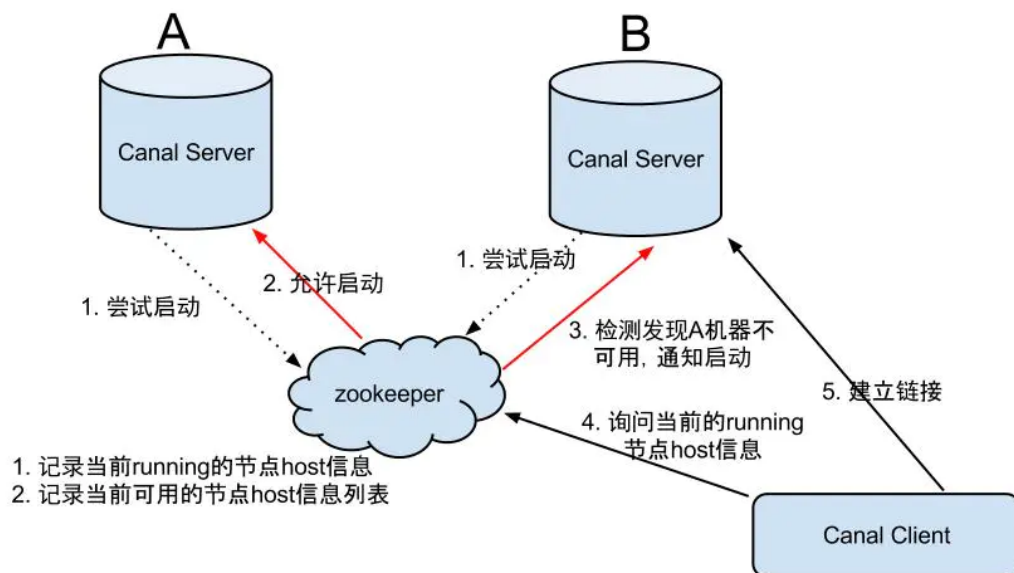 A
B
Canal Server
Canal Server
1. 尝试启动
2. 允许启动
1. 尝试启动
3. 检测发现A机器不
可用，通知启动
zookeeper
4. 询问当前的running
节点host信息
5. 建立链接
1. 记录当前running的节点host信息
2. 记录当前可用的节点host信息列表
Canal Client